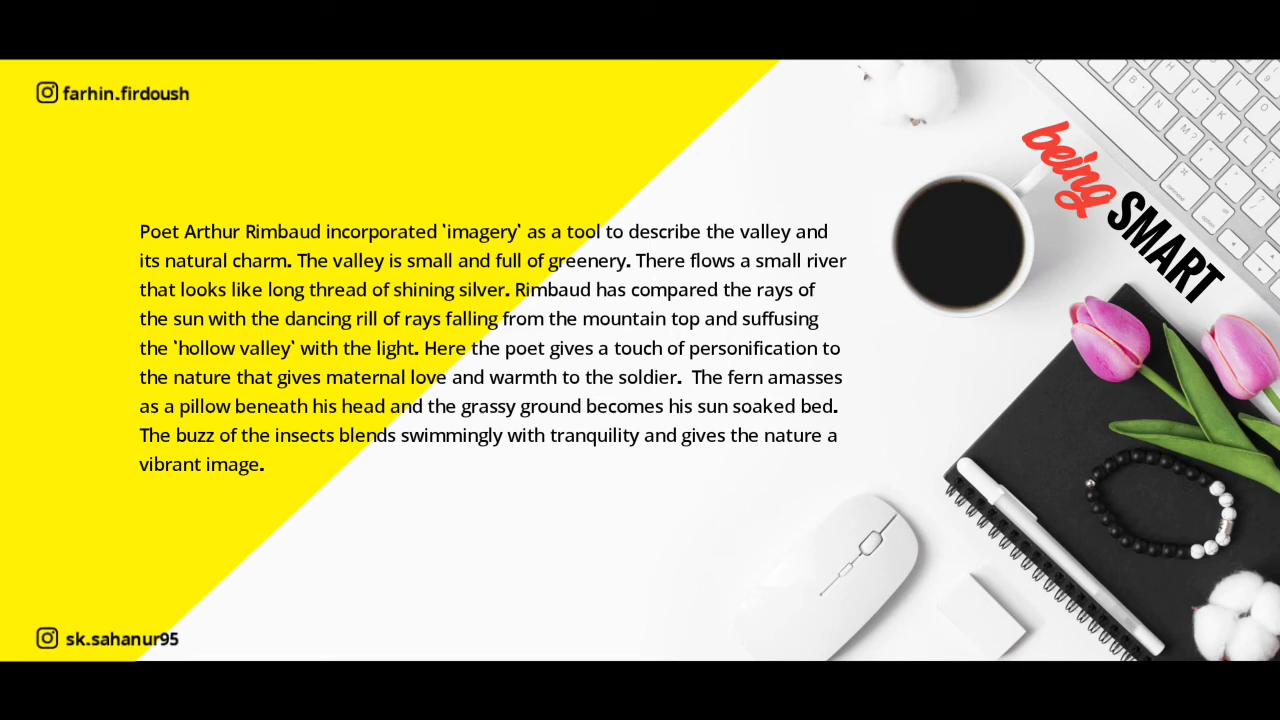 farhin.firdoush
being SMART
Poet Arthur Rimbaud incorporated `imagery` as a tool to describe the valley and
its natural charm. The valley is small and full of greenery. There flows a small river
that looks like long thread of shining silver. Rimbaud has compared the rays of
the sun with the dancing rill of rays falling from the mountain top and suffusing
the `hollow valley` with the light. Here the poet gives a touch of personification to
the nature that gives maternal love and warmth to the soldier.  The fern amasses
as a pillow beneath his head and the grassy ground becomes his sun soaked bed.
The buzz of the insects blends swimmingly with tranquility and gives the nature a
vibrant image.
sk.sahanur95